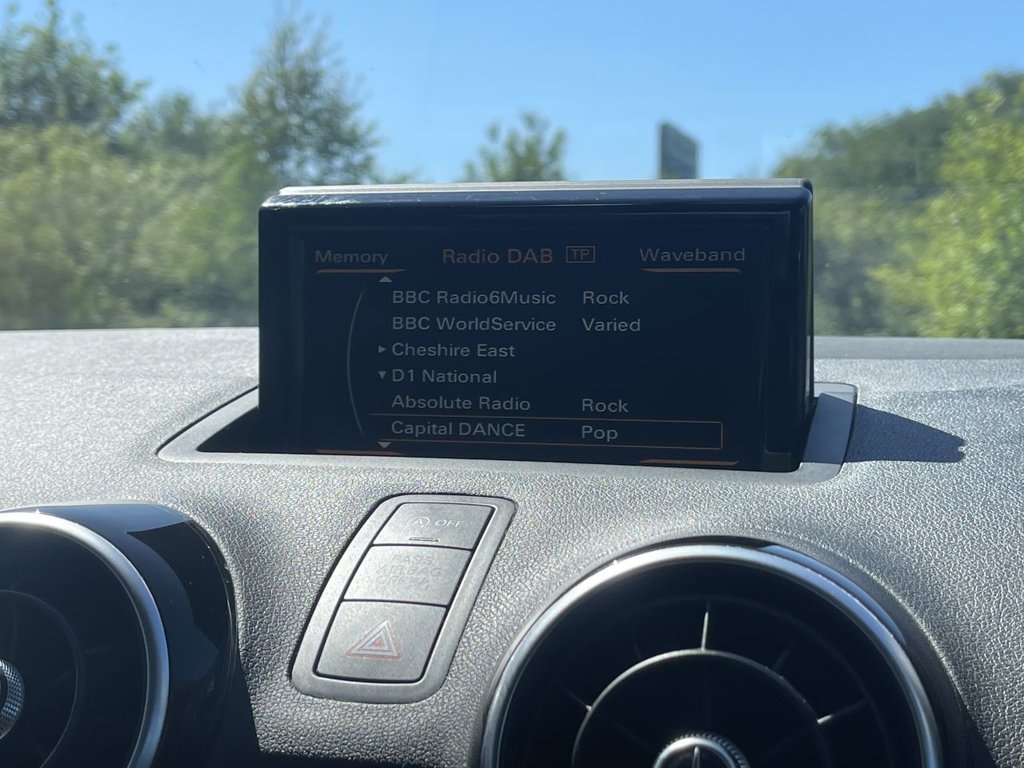 Memory Radio DAB TP Waveband
BBC Radio6Music Rock
BBC WorldService Varied
Cheshire East
D1 National
Absolute Radio Rock
Capital DANCE Pop
OFF